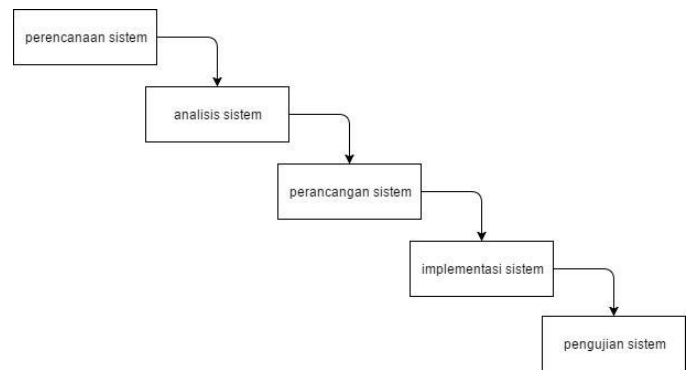 perencanaan sistem
analisis sistem
perancangan sistem
implementasi sistem
pengujian sistem